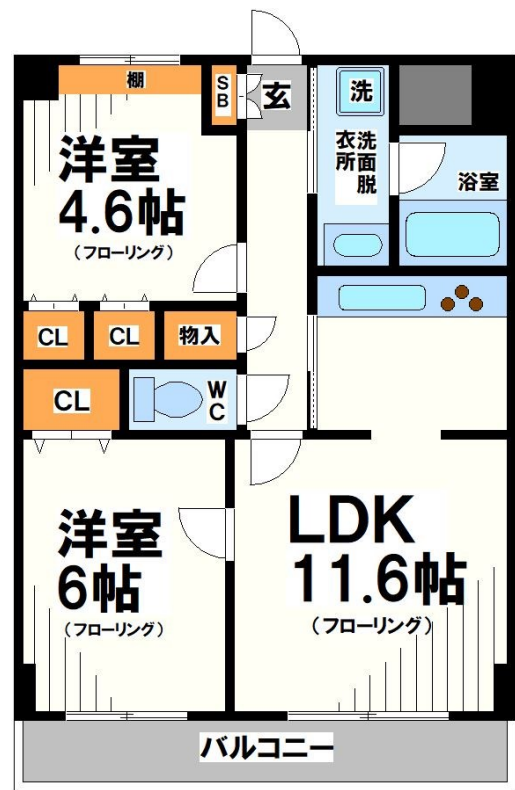 棚
SB
玄
洗
洗面脱
衣所
浴室
洋室
4.6帖
(フローリング)
CL
CL
物入
CL
WC
洋室
6帖
(フローリング)
LDK
11.6帖
(フローリング)
バルコニー